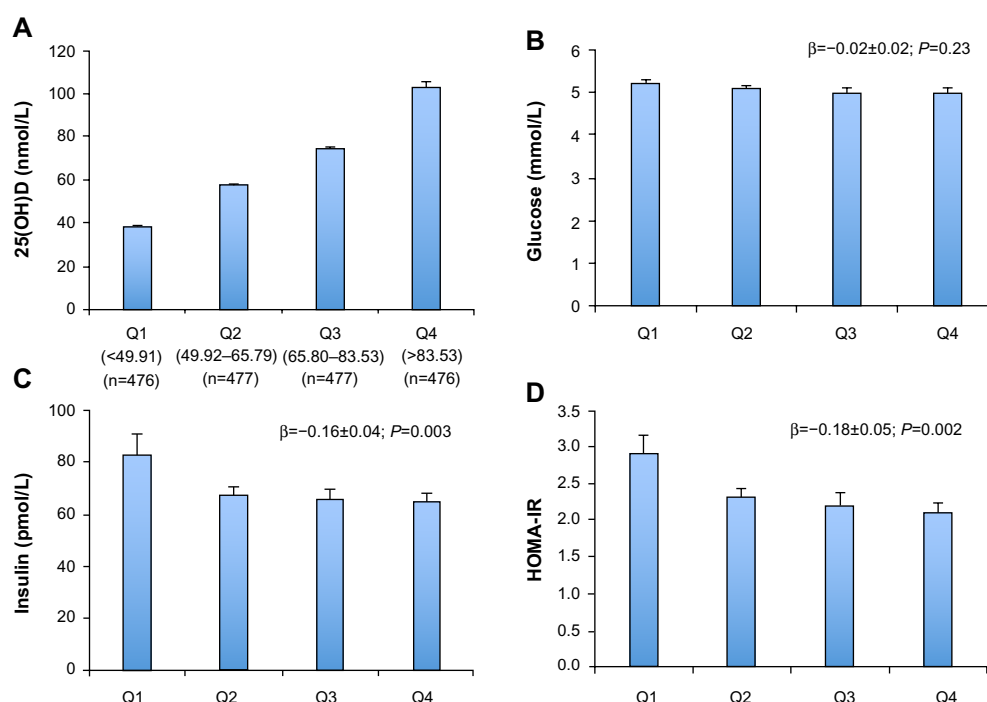 A
25(OH)D (nmol/L)
120
100
80
60
40
20
0
Q1 Q2 Q3 Q4
(<49.91) (49.92–65.79) (65.80–83.53) (>83.53)
(n=476) (n=477) (n=477) (n=476)
B
β=−0.02±0.02; P=0.23
Glucose (mmol/L)
6
5
4
3
2
1
0
Q1 Q2 Q3 Q4
C
β=−0.16±0.04; P=0.003
Insulin (pmol/L)
100
80
60
40
20
0
Q1 Q2 Q3 Q4
D
β=−0.18±0.05; P=0.002
HOMA-IR
3.5
3.0
2.5
2.0
1.5
1.0
0.5
0.0
Q1 Q2 Q3 Q4